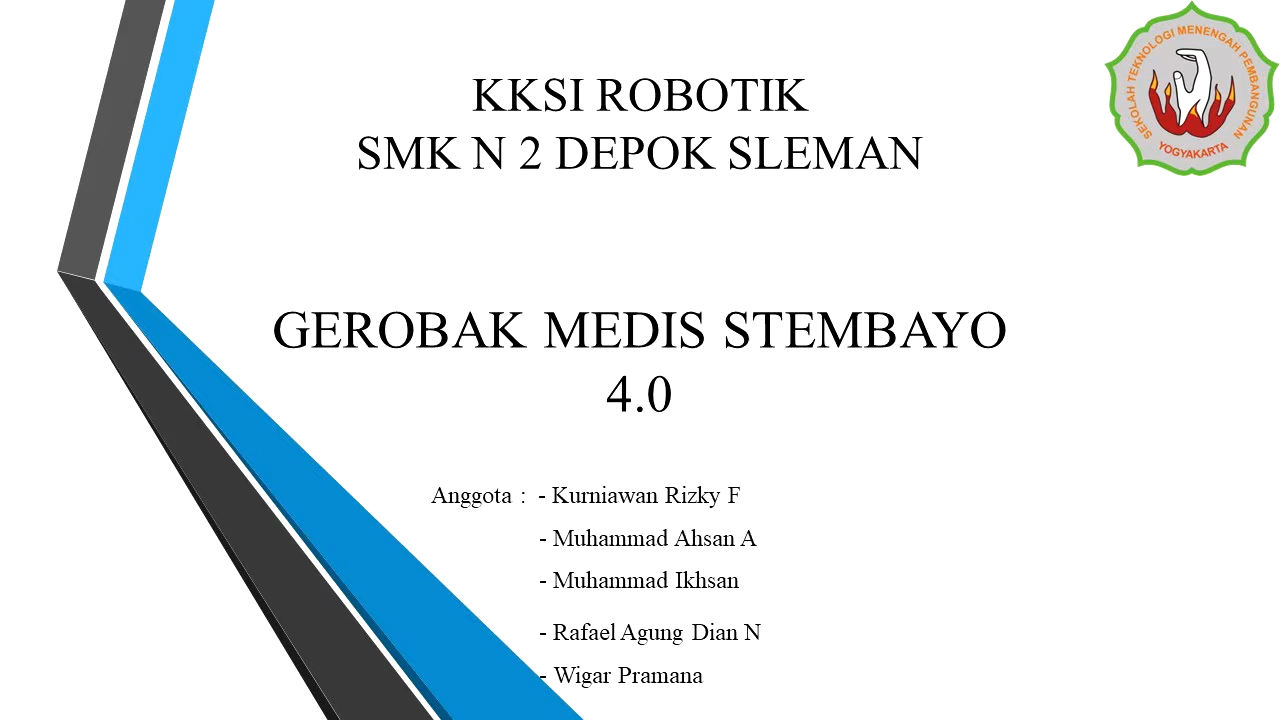 KKSI ROBOTIK
SMK N 2 DEPOK SLEMAN
SEKOLAH TEKNOLOGI MENENGAH PEMBANGUNAN
YOGYAKARTA
GEROBAK MEDIS STEMBAYO
4.0
Anggota : - Kurniawan Rizky F
- Muhammad Ahsan A
- Muhammad Ikhsan
- Rafael Agung Dian N
- Wigar Pramana